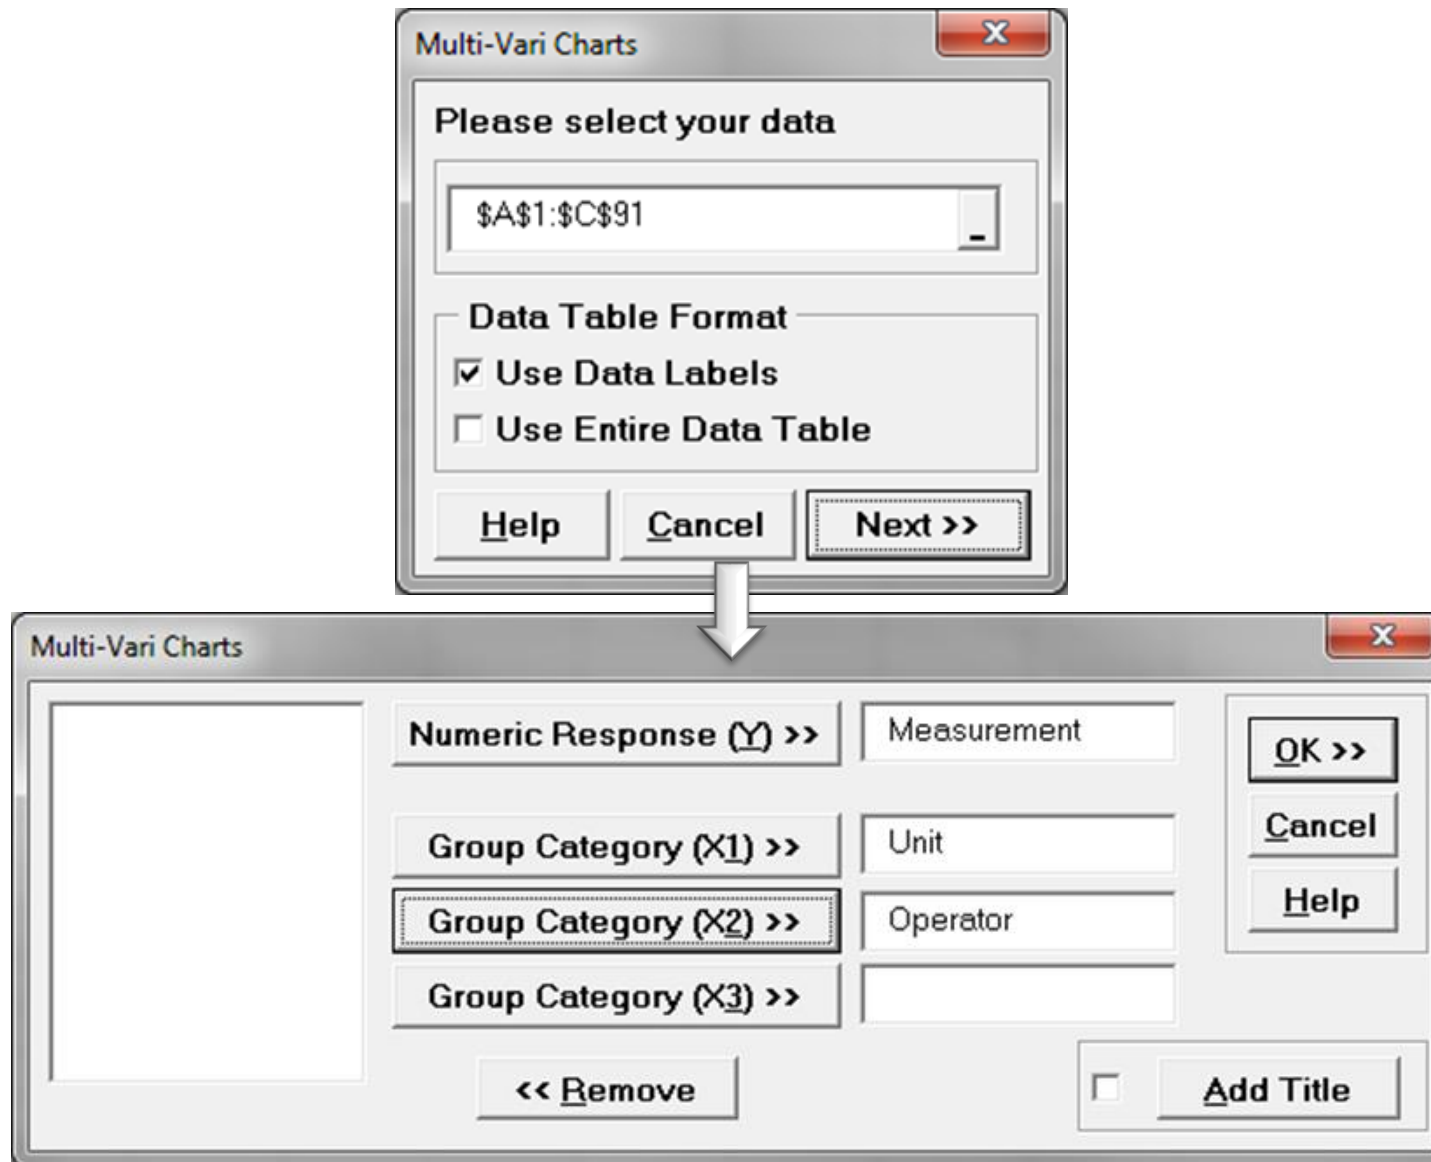 Multi-Vari Charts
Please select your data
$A$1:$C$91
Data Table Format
Use Data Labels
Use Entire Data Table
Help Cancel Next >>
Multi-Vari Charts
Numeric Response (Y) >> Measurement
OK >>
Group Category (X1) >> Unit
Cancel
Group Category (X2) >> Operator
Help
Group Category (X3) >>
<< Remove
Add Title